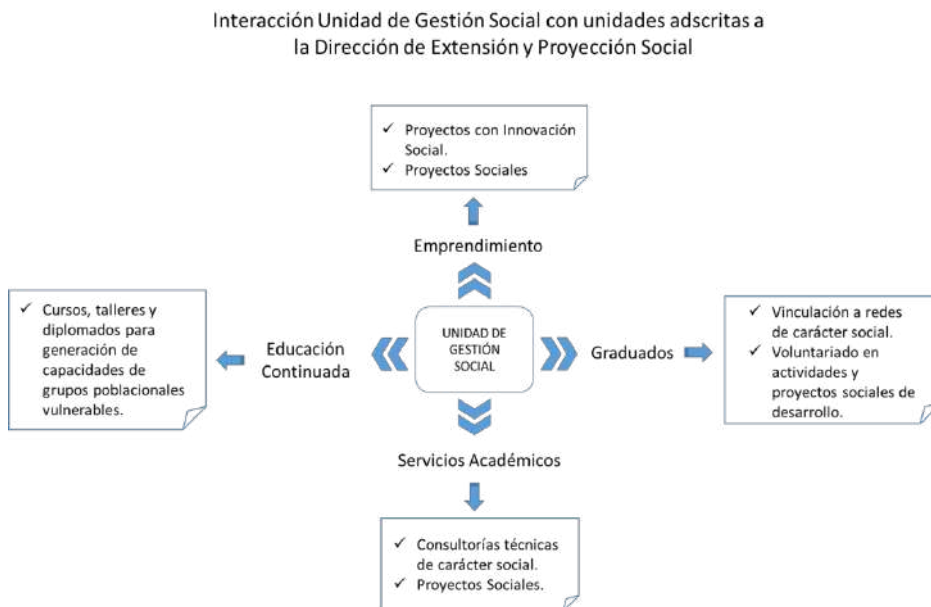 Interacción Unidad de Gestión Social con unidades adscritas a
la Dirección de Extensión y Proyección Social
✓ Proyectos con Innovación
Social.
✓ Proyectos Sociales
Emprendimiento
✓ Cursos, talleres y
diplomados para
generación de
capacidades de
grupos poblacionales
vulnerables.
Educación
Continuada
UNIDAD DE
GESTIÓN
SOCIAL
Graduados
✓ Vinculación a redes
de carácter social.
✓ Voluntariado en
actividades y
proyectos sociales de
desarrollo.
Servicios Académicos
✓ Consultorías técnicas
de carácter social.
✓ Proyectos Sociales.